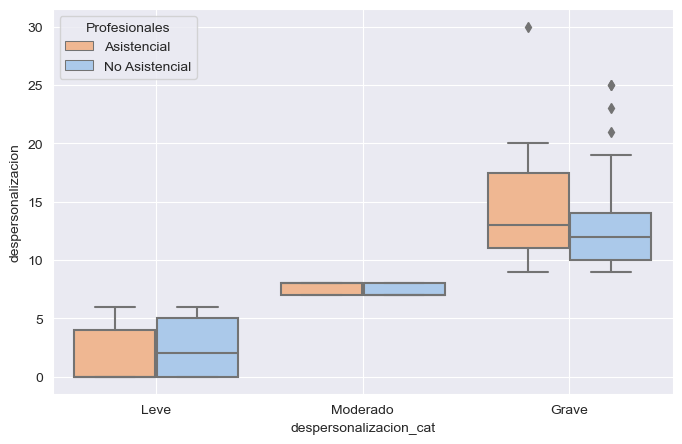 Profesionales
Asistencial
No Asistencial
despersonalizacion
30
25
20
15
10
5
0
Leve
Moderado
Grave
despersonalizacion_cat